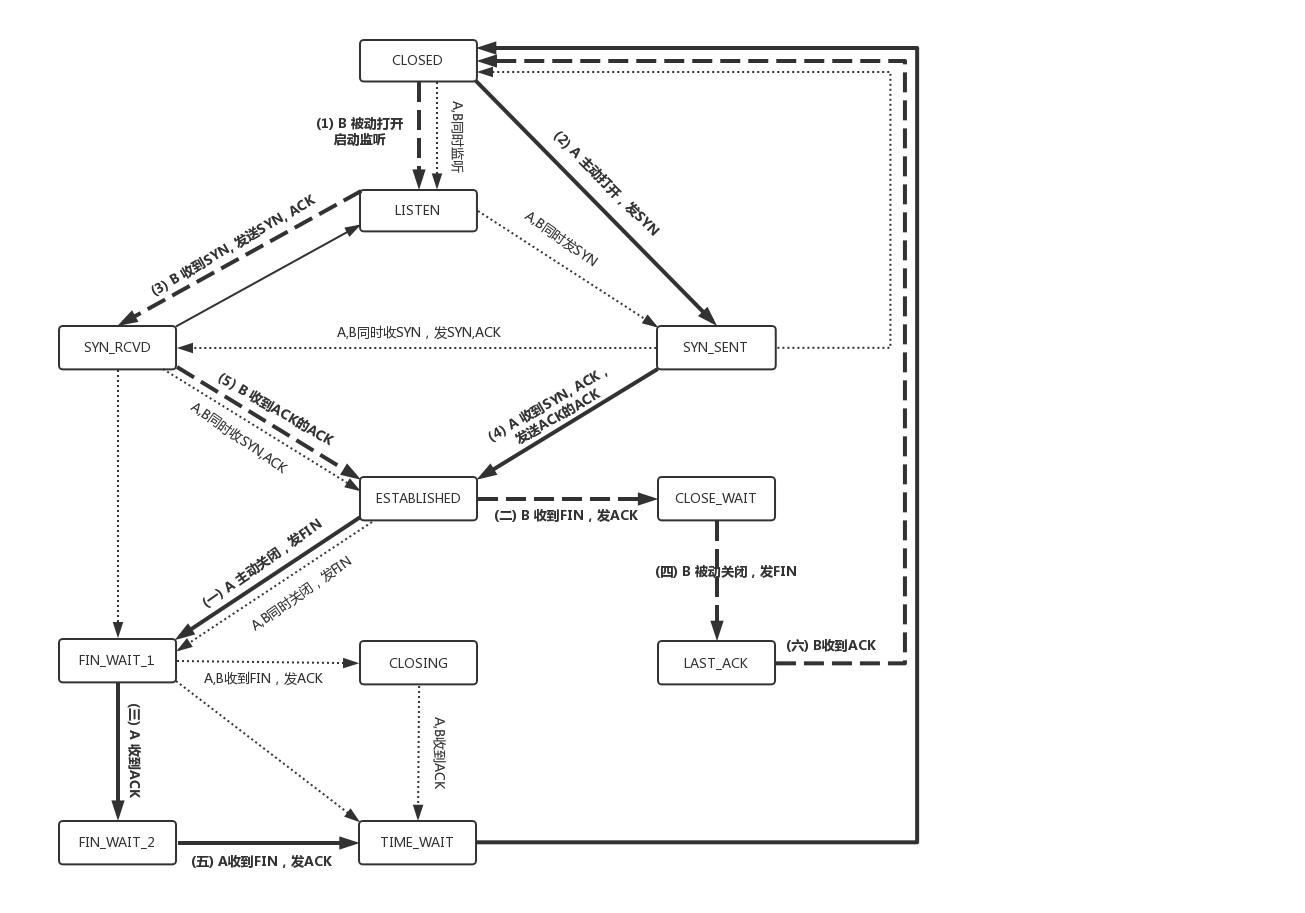 CLOSED
(1) B 被动打开
启动监听
A,B同时监听
(2) A 主动打开，发SYN
LISTEN
(3) B 收到SYN, 发送SYN, ACK
A,B同时发SYN
SYN_RCVD
A,B同时收SYN，发SYN,ACK
SYN_SENT
(5) B 收到ACK的ACK
A,B同时收SYN,ACK
(4) A 收到SYN, ACK，
发送ACK的ACK
ESTABLISHED
(二) B 收到FIN，发ACK
CLOSE_WAIT
(一) A 主动关闭，发FIN
A,B同时关闭，发FIN
(四) B 被动关闭，发FIN
FIN_WAIT_1
A,B收到FIN，发ACK
CLOSING
LAST_ACK
(六) B收到ACK
(三) A 收到ACK
A,B收到ACK
FIN_WAIT_2
(五) A收到FIN，发ACK
TIME_WAIT